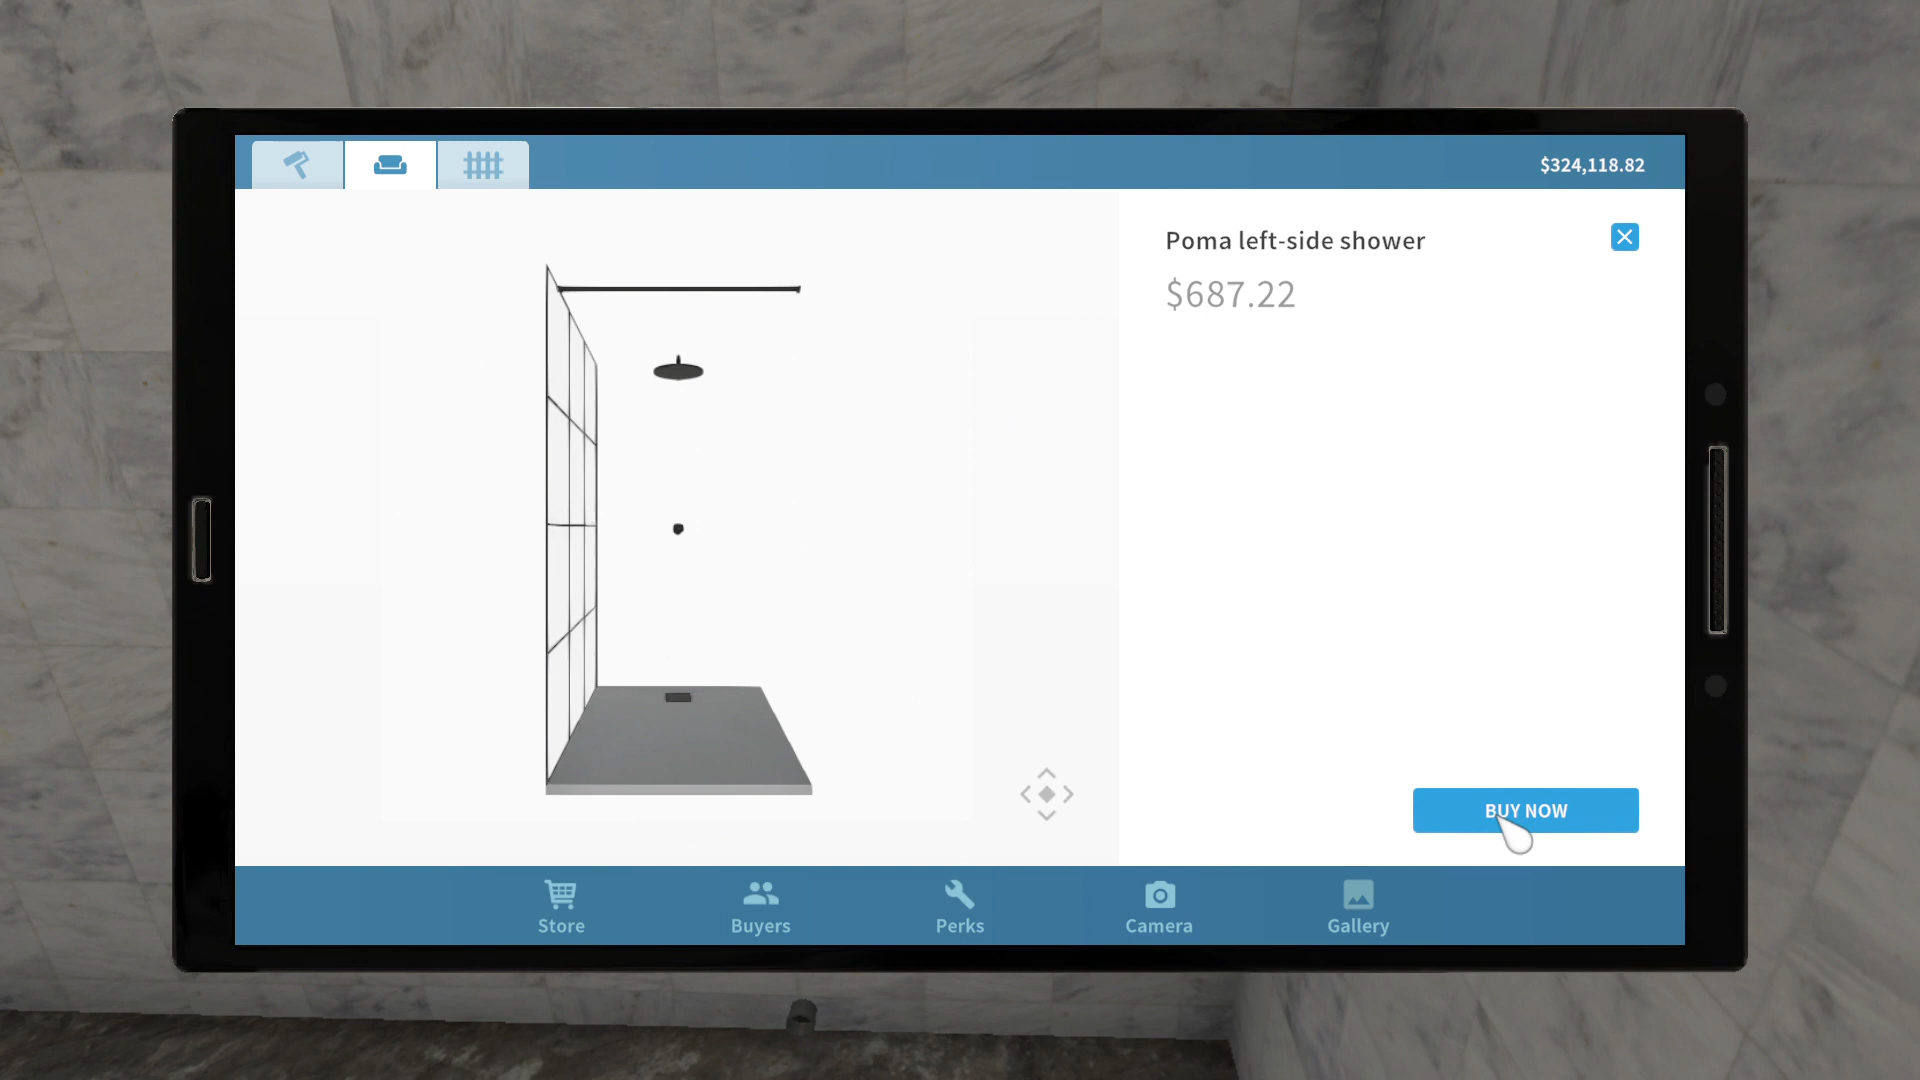 $324,118.82
Poma left-side shower
$687.22
BUY NOW
Store
Buyers
Perks
Camera
Gallery